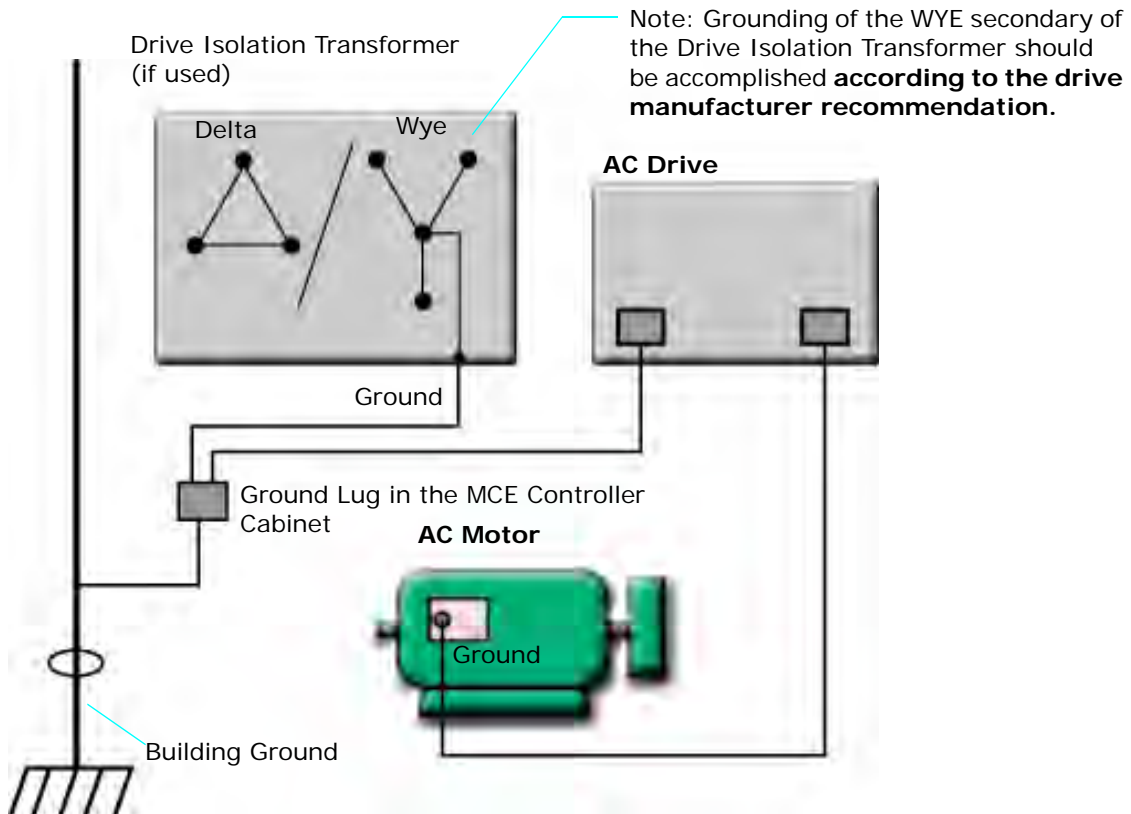 Note: Grounding of the WYE secondary of
the Drive Isolation Transformer should
be accomplished according to the drive
manufacturer recommendation.
Drive Isolation Transformer
(if used)
Delta
Wye
AC Drive
Ground
Ground Lug in the MCE Controller
Cabinet
AC Motor
Ground
Building Ground